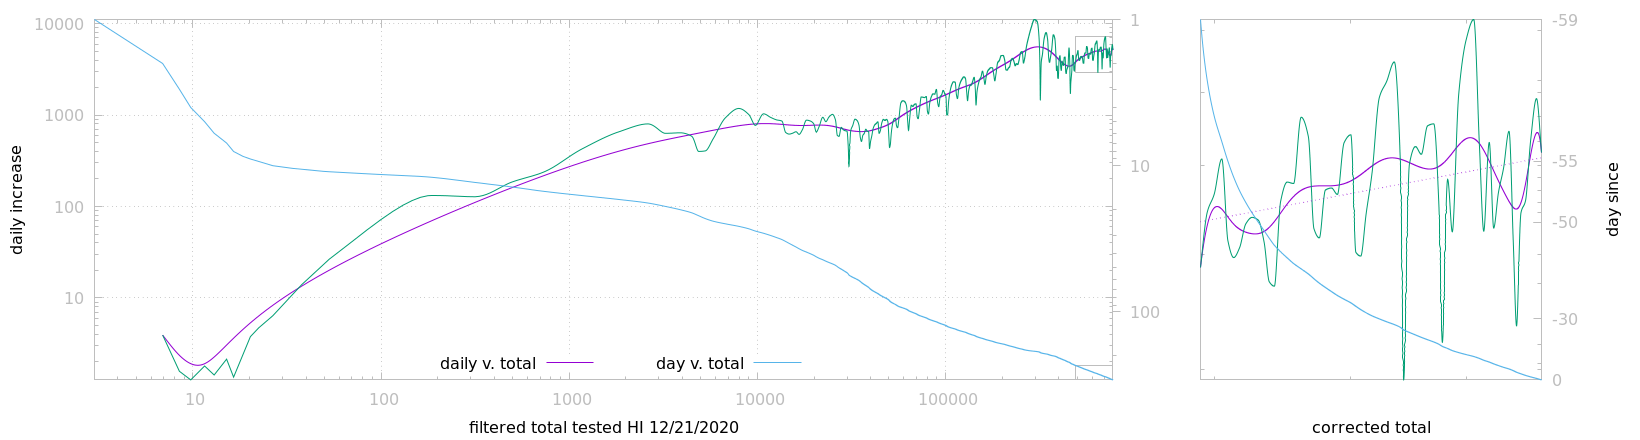 10000
1000
100
10
daily increase
1
10
100
daily v. total
day v. total
10
100
1000
10000
100000
filtered total tested HI 12/21/2020
-59
-55
-50
-30
0
day since
corrected total